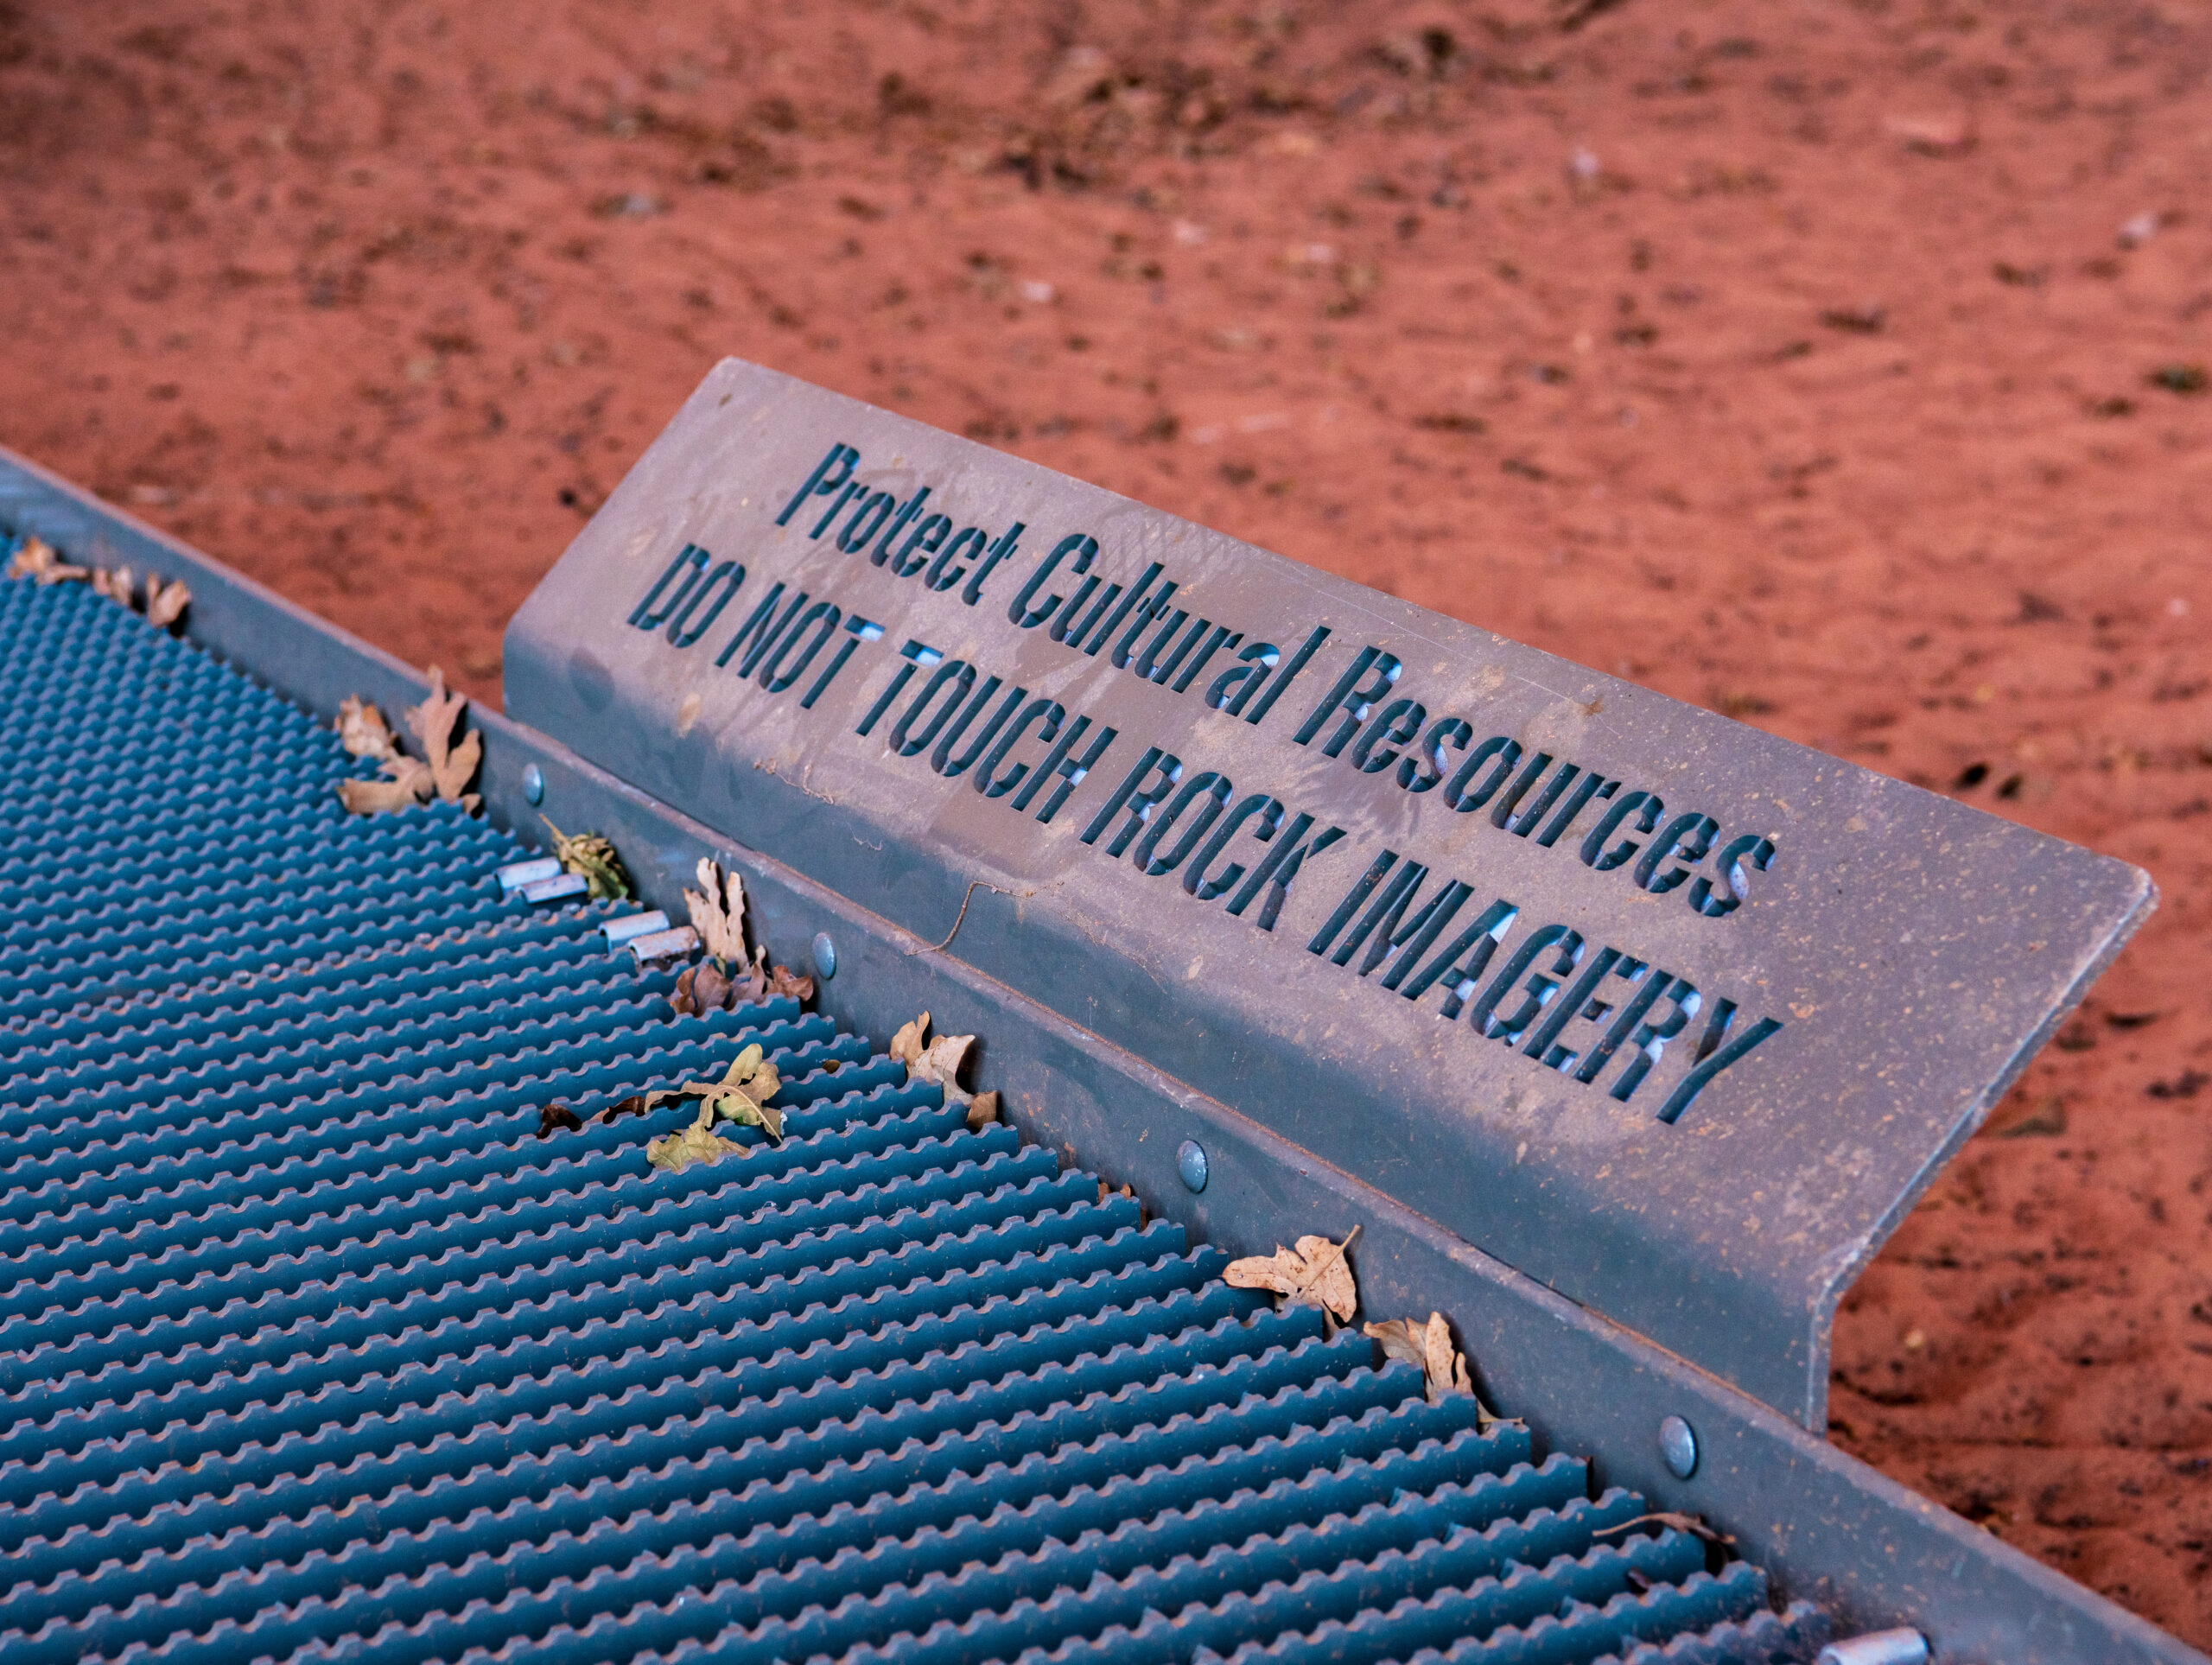 Protect Cultural Resources
DO NOT TOUCH ROCK IMAGERY